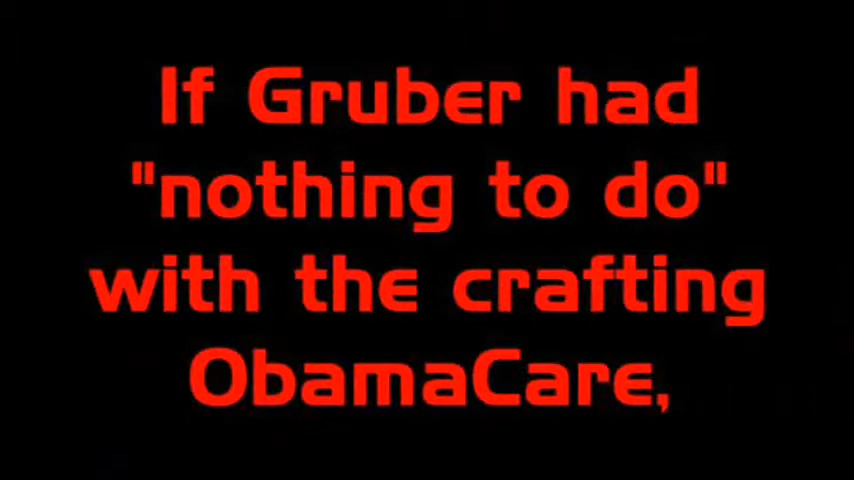 If Gruber had
"nothing to do"
with the crafting
ObamaCare,